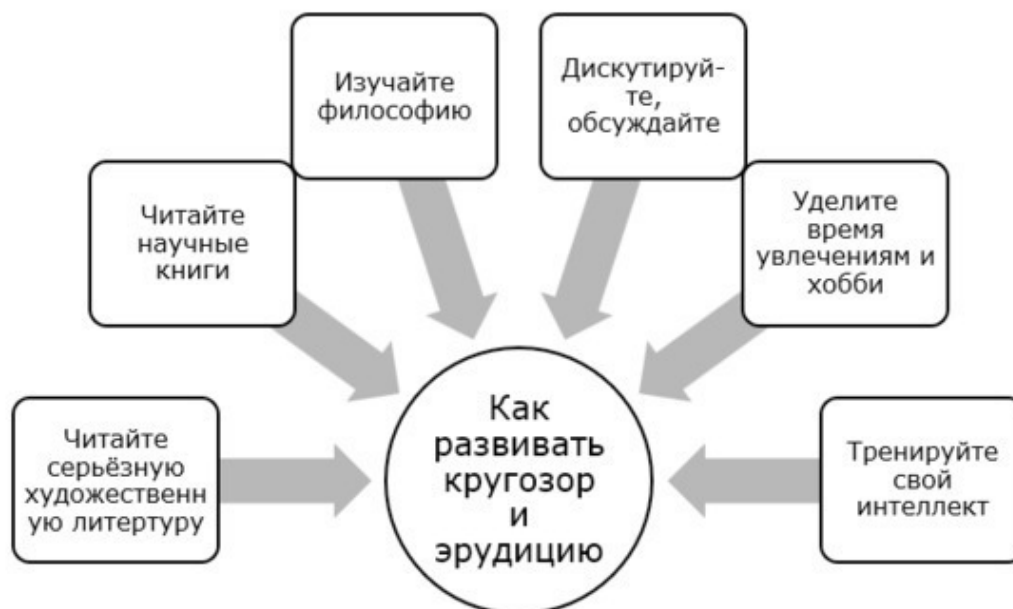 Изучайте
философию
Дискутируй-
те,
обсуждайте
Читайте
научные
книги
Уделите
время
увлечениям и
хобби
Читайте
серьёзную
художественн
ую литертуру
Как
развивать
кругозор
и
эрудицию
Тренируйте
свой
интеллект